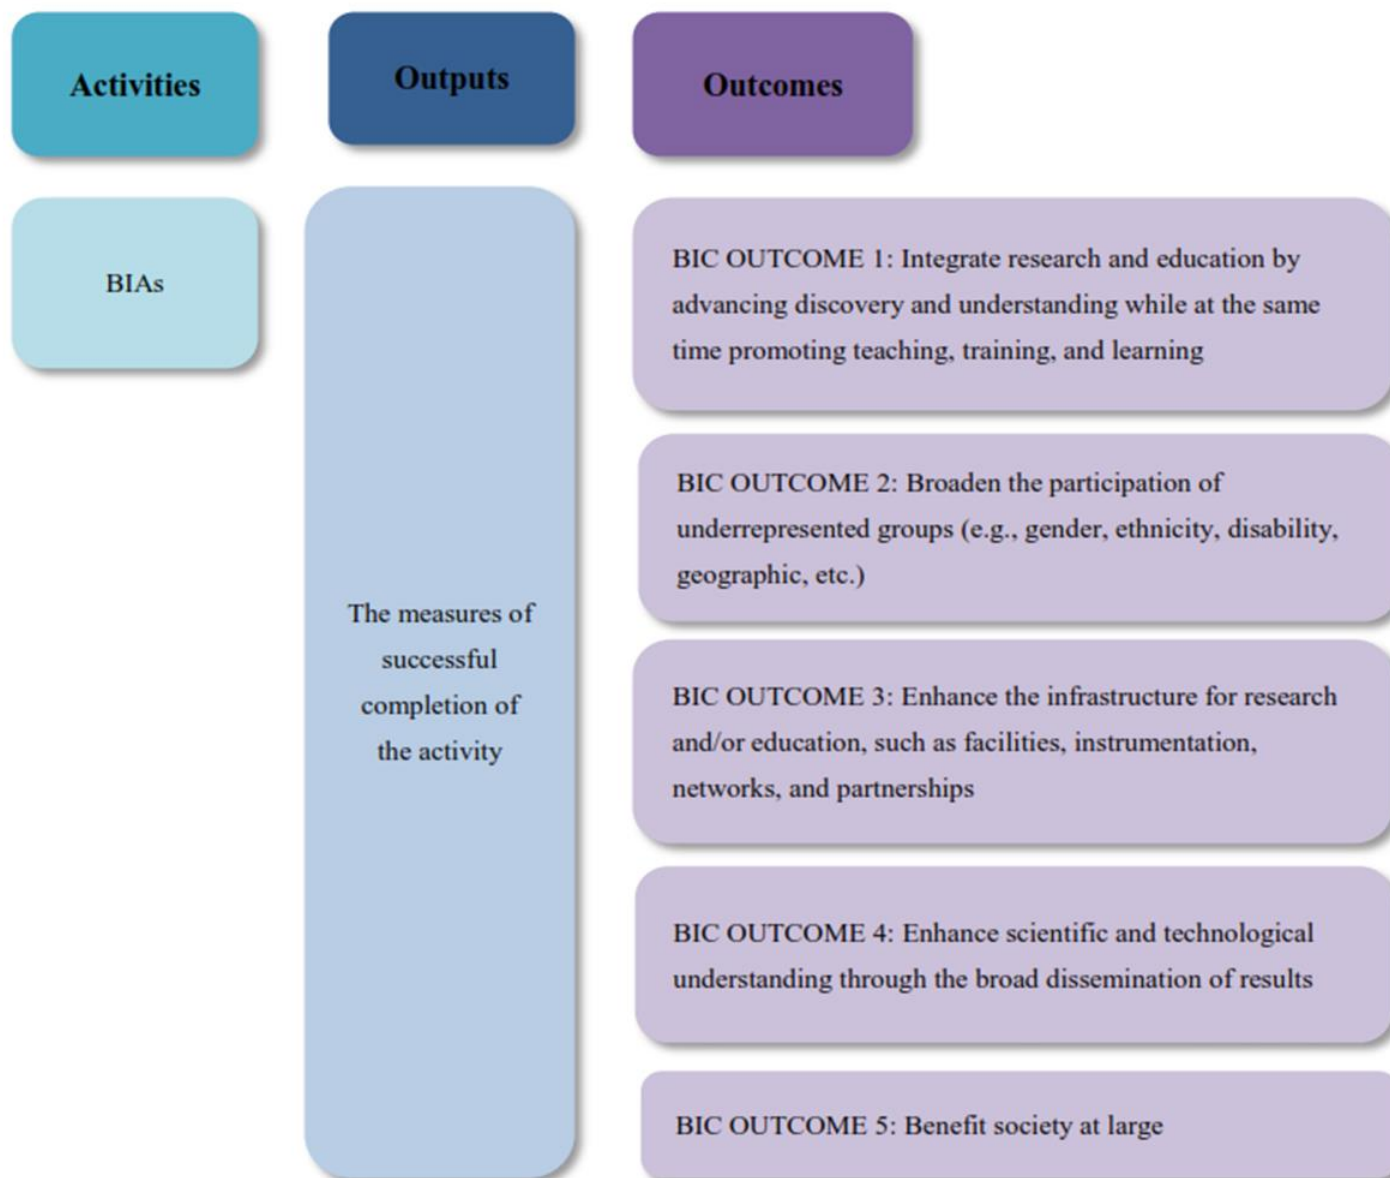 Activities
Outputs
Outcomes
BIAs
The measures of
successful
completion of
the activity
BIC OUTCOME 1: Integrate research and education by
advancing discovery and understanding while at the same
time promoting teaching, training, and learning
BIC OUTCOME 2: Broaden the participation of
underrepresented groups (e.g., gender, ethnicity, disability,
geographic, etc.)
BIC OUTCOME 3: Enhance the infrastructure for research
and/or education, such as facilities, instrumentation,
networks, and partnerships
BIC OUTCOME 4: Enhance scientific and technological
understanding through the broad dissemination of results
BIC OUTCOME 5: Benefit society at large